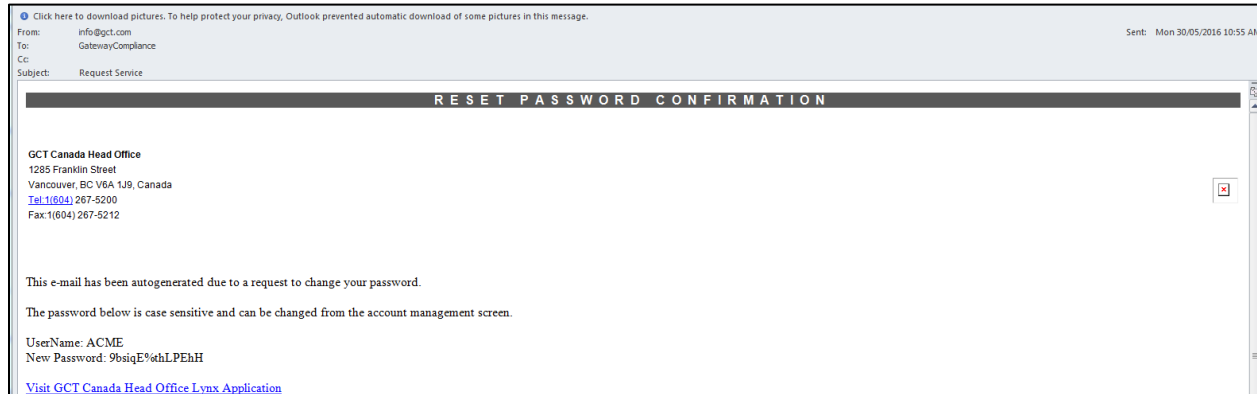 Click here to download pictures. To help protect your privacy, Outlook prevented automatic download of some pictures in this message.
From: info@gct.com Sent: Mon 30/05/2016 10:55 AM
To: GatewayCompliance
Cc:
Subject: Request Service
RESET PASSWORD CONFIRMATION
GCT Canada Head Office
1285 Franklin Street
Vancouver, BC V6A 1J9, Canada
Tel:1(604) 267-5200
Fax:1(604) 267-5212
This e-mail has been autogenerated due to a request to change your password.
The password below is case sensitive and can be changed from the account management screen.
UserName: ACME
New Password: 9bsiqE%thLPEhH
Visit GCT Canada Head Office Lynx Application